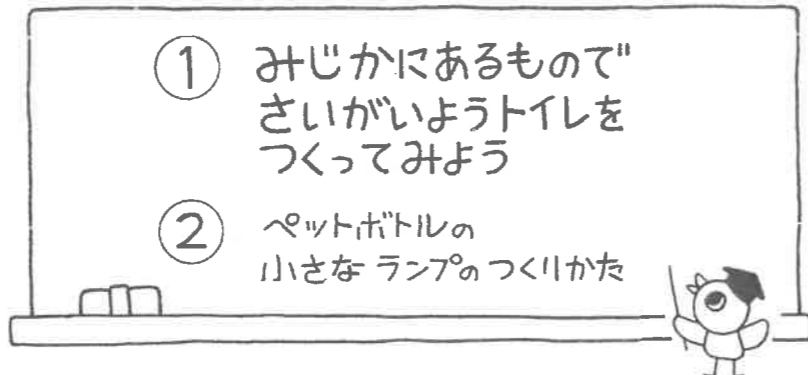 ① みじかにあるもので
さいがいようトイレを
つくってみよう
② ペットボトルの
小さな ランプのつくりかた